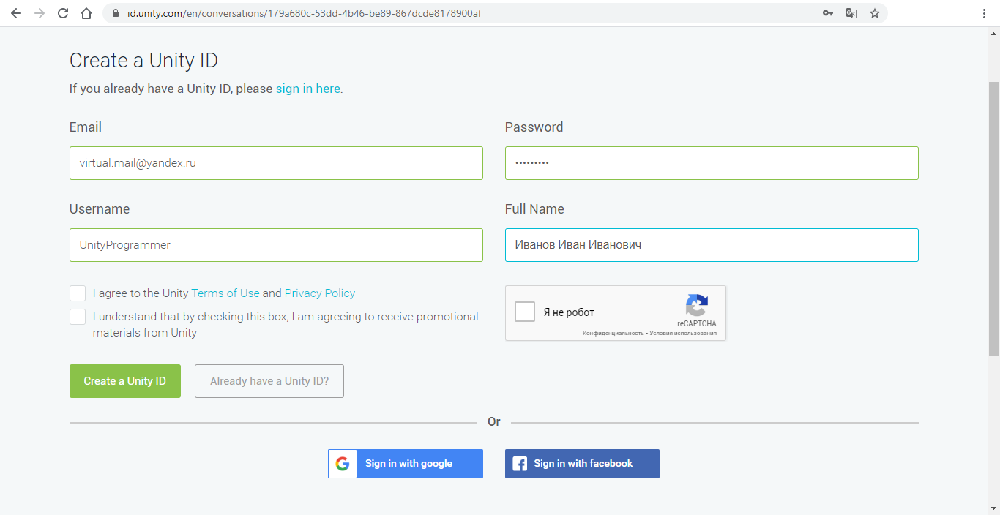 id.unity.com/en/conversations/179a680c-53dd-4b46-be89-867dcde8178900af
Create a Unity ID
If you already have a Unity ID, please sign in here.
Email
Password
virtual.mail@yandex.ru
•••••••••
Username
Full Name
UnityProgrammer
Иванов Иван Иванович
I agree to the Unity Terms of Use and Privacy Policy
I understand that by checking this box, I am agreeing to receive promotional
materials from Unity
Я не робот
reCAPTCHA
Конфиденциальность - Условия использования
Create a Unity ID
Already have a Unity ID?
Or
Sign in with google
Sign in with facebook